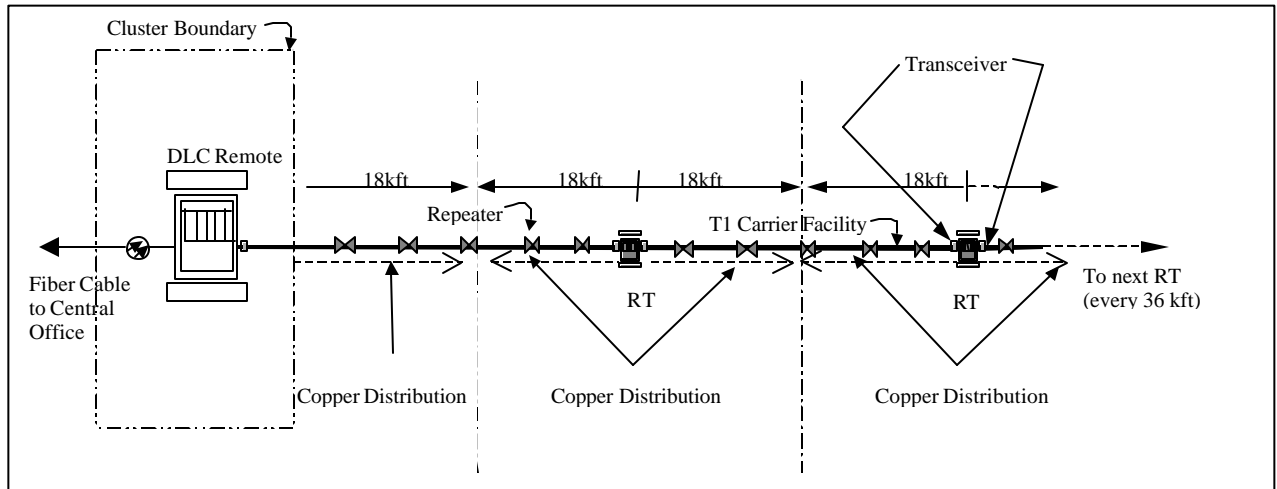 Cluster Boundary
Transceiver
DLC Remote
18kft
18kft
18kft
18kft
Repeater
T1 Carrier Facility
Fiber Cable
to Central
Office
RT
RT
To next RT
(every 36 kft)
Copper Distribution
Copper Distribution
Copper Distribution